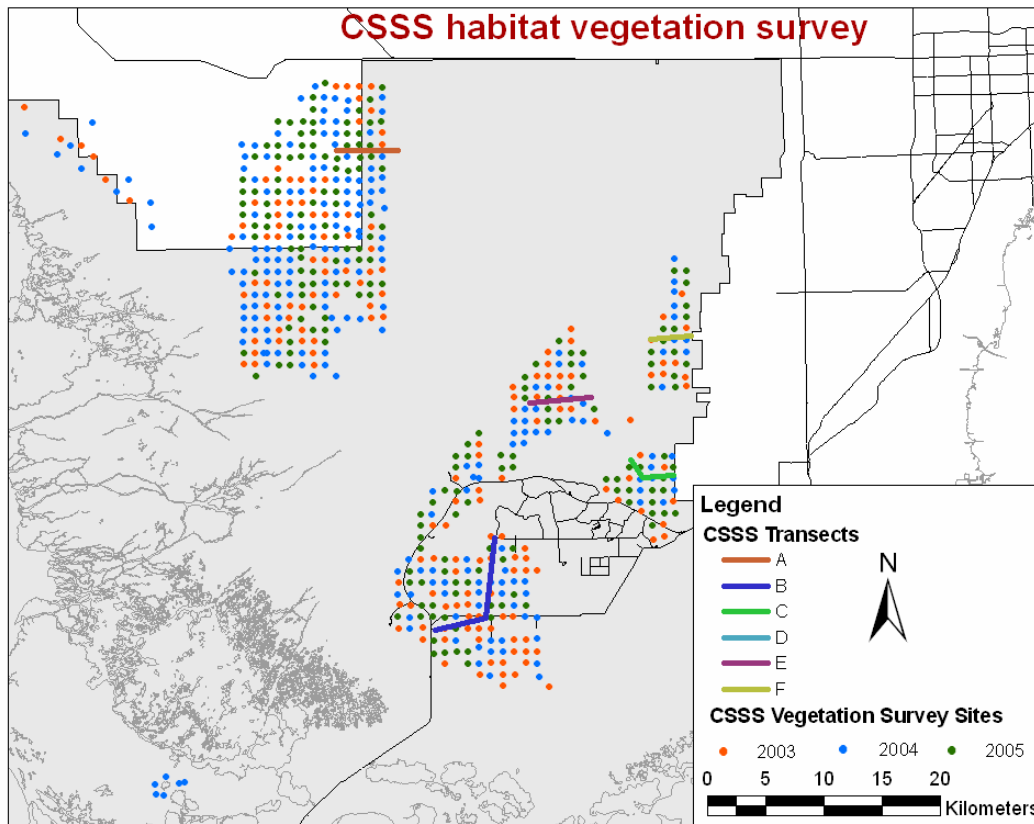 CSSS habitat vegetation survey
Legend
CSSS Transects
A
B
C
D
E
F
N
CSSS Vegetation Survey Sites
2003 2004 2005
0 5 10 15 20
Kilometers